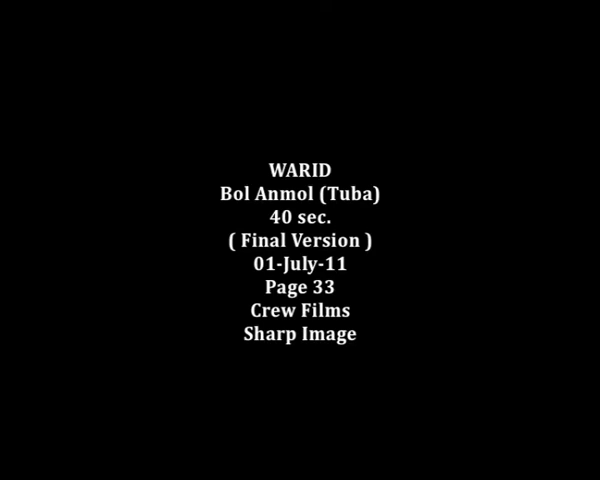 WARID
Bol Anmol (Tuba)
40 sec.
( Final Version )
01-July-11
Page 33
Crew Films
Sharp Image